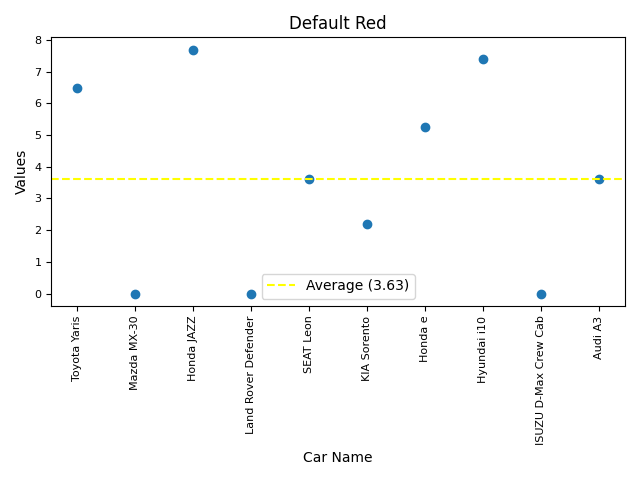 Default Red
Values
8
7
6
5
4
3
2
1
0
Average (3.63)
Toyota Yaris
Mazda MX-30
Honda JAZZ
Land Rover Defender
SEAT Leon
KIA Sorento
Honda e
Hyundai i10
ISUZU D-Max Crew Cab
Audi A3
Car Name